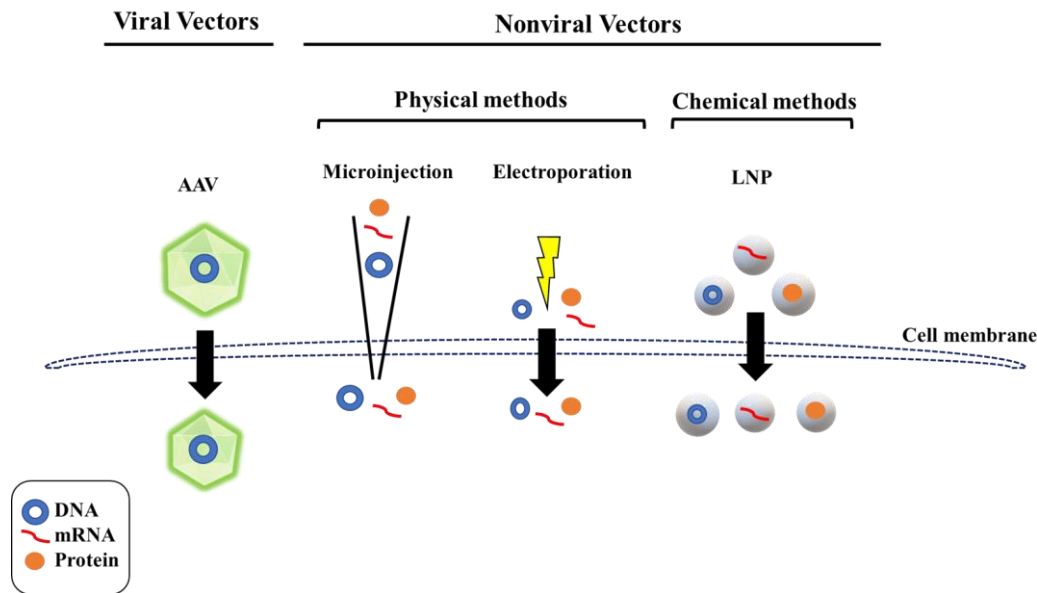 Viral Vectors
Nonviral Vectors
Physical methods
Chemical methods
AAV
Microinjection
Electroporation
LNP
Cell membrane
DNA
mRNA
Protein